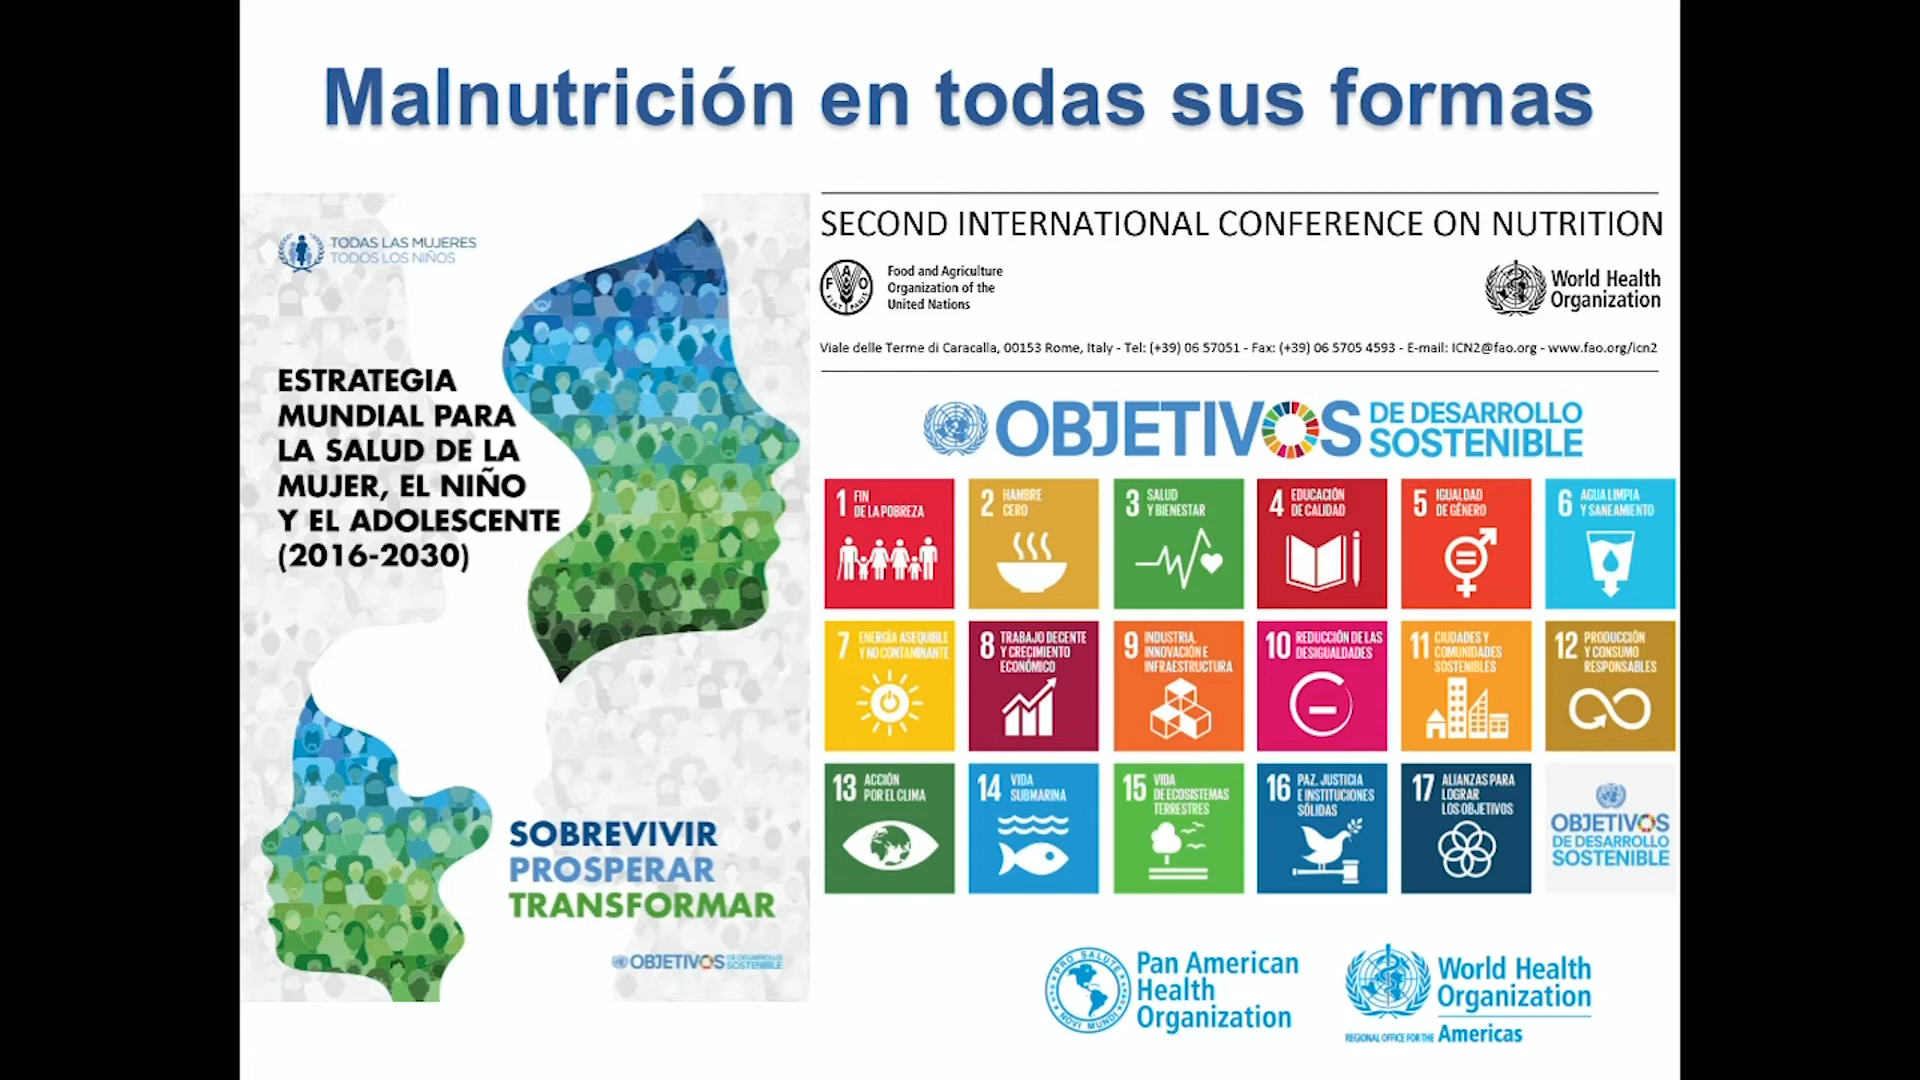 Malnutrición en todas sus formas
TODAS LAS MUJERES
TODOS LOS NIÑOS
ESTRATEGIA
MUNDIAL PARA
LA SALUD DE LA
MUJER, EL NIÑO
Y EL ADOLESCENTE
(2016-2030)
SOBREVIVIR
PROSPERAR
TRANSFORMAR
OBJETIVOS DE DESARROLLO
SOSTENIBLE
SECOND INTERNATIONAL CONFERENCE ON NUTRITION
FAO
FIAT PANIS
Food and Agriculture
Organization of the
United Nations
World Health
Organization
Viale delle Terme di Caracalla, 00153 Rome, Italy - Tel: (+39) 06 57051 - Fax: (+39) 06 5705 4593 - E-mail: ICN2@fao.org - www.fao.org/icn2
OBJETIVOS DE DESARROLLO
SOSTENIBLE
1 FIN
DE LA POBREZA
2 HAMBRE
CERO
3 SALUD
Y BIENESTAR
4 EDUCACIÓN
DE CALIDAD
5 IGUALDAD
DE GÉNERO
6 AGUA LIMPIA
Y SANEAMIENTO
7 ENERGÍA ASEQUIBLE
Y NO CONTAMINANTE
8 TRABAJO DECENTE
Y CRECIMIENTO
ECONÓMICO
9 INDUSTRIA,
INNOVACIÓN E
INFRAESTRUCTURA
10 REDUCCIÓN DE LAS
DESIGUALDADES
11 CIUDADES Y
COMUNIDADES
SOSTENIBLES
12 PRODUCCIÓN
Y CONSUMO
RESPONSABLES
13 ACCIÓN
POR EL CLIMA
14 VIDA
SUBMARINA
15 VIDA
DE ECOSISTEMAS
TERRESTRES
16 PAZ, JUSTICIA
E INSTITUCIONES
SÓLIDAS
17 ALIANZAS PARA
LOGRAR
LOS OBJETIVOS
OBJETIVOS
DE DESARROLLO
SOSTENIBLE
PRO SALUTE
NOVI MUNDI
Pan American
Health
Organization
World Health
Organization
REGIONAL OFFICE FOR THE Americas